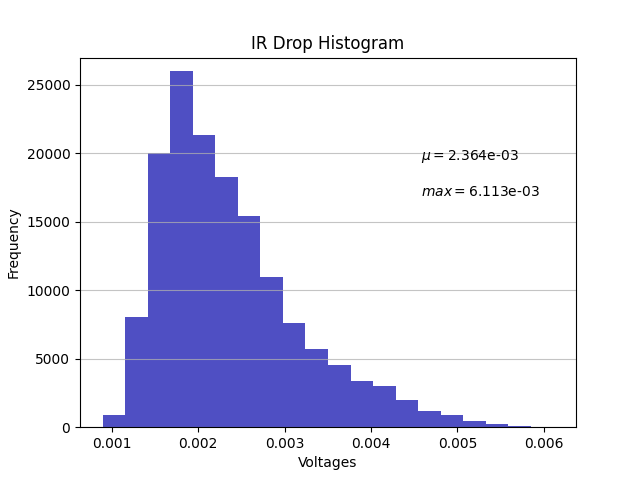 IR Drop Histogram
25000
20000
15000
10000
5000
0
Frequency
μ = 2.364e-03
max = 6.113e-03
0.001 0.002 0.003 0.004 0.005 0.006
Voltages